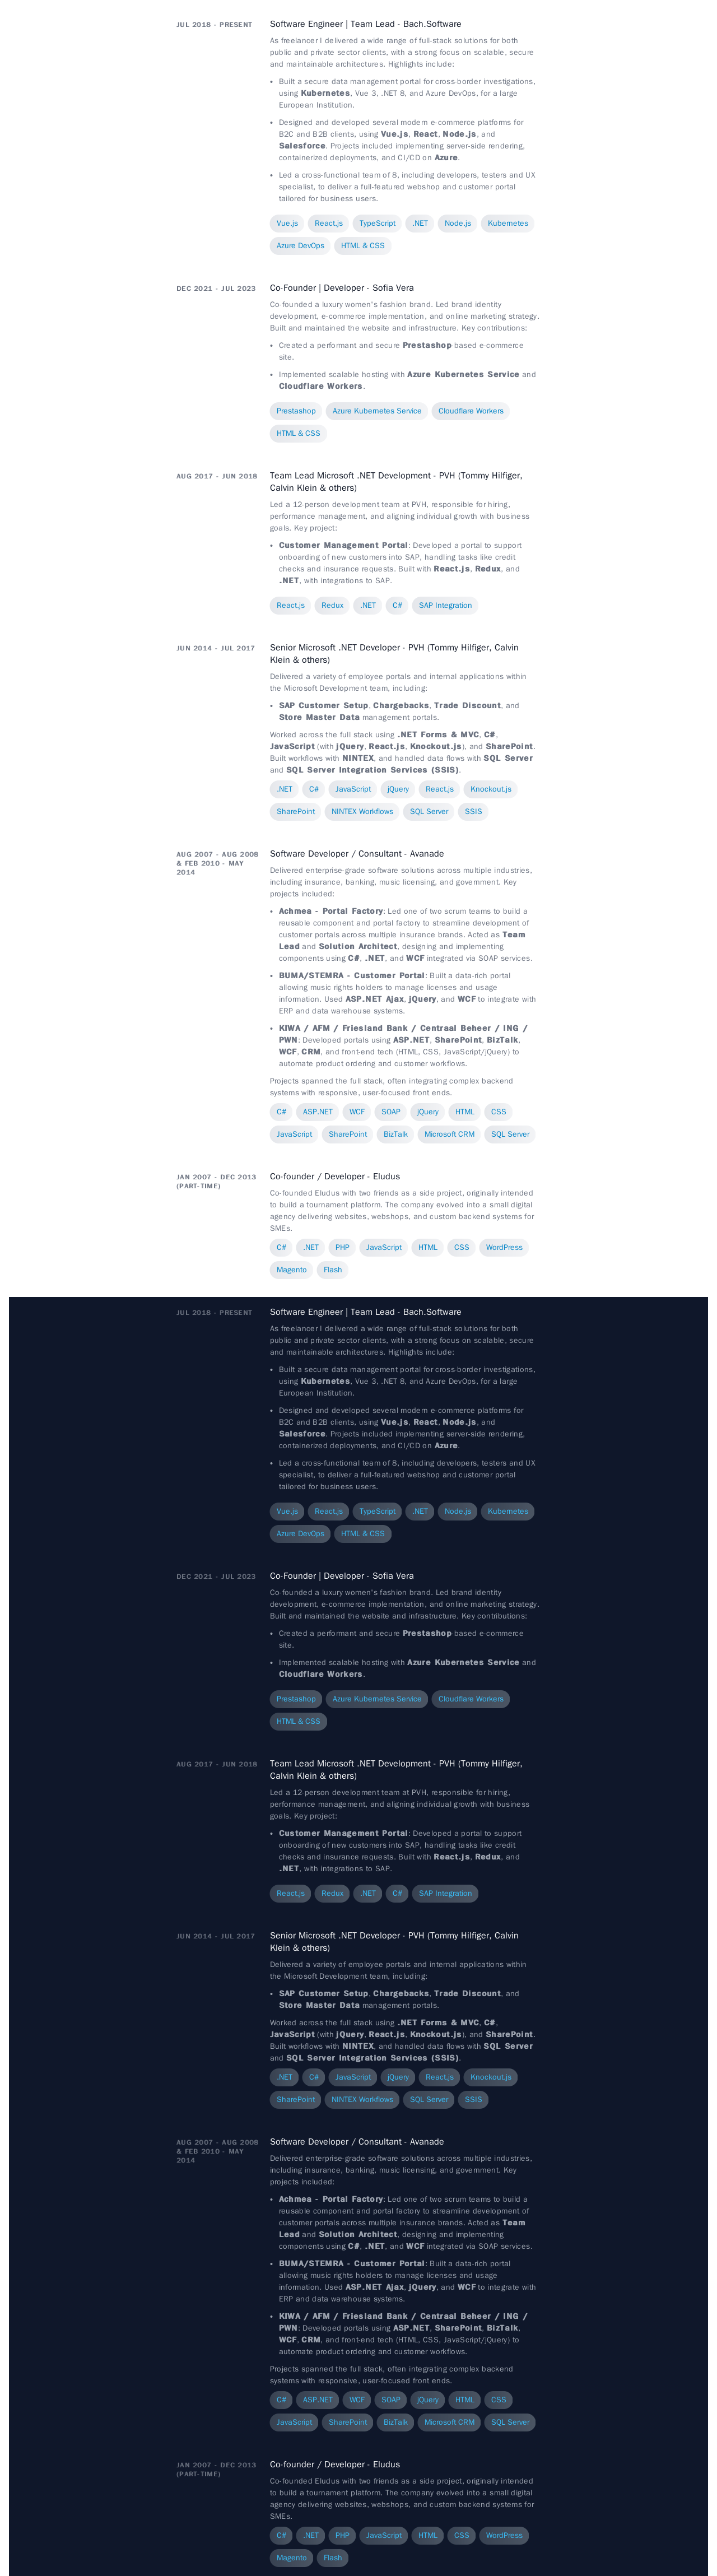 JUL 2018 - PRESENT
Software Engineer | Team Lead - Bach.Software
As freelancer I delivered a wide range of full-stack solutions for both
public and private sector clients, with a strong focus on scalable, secure
and maintainable architectures. Highlights include:
• Built a secure data management portal for cross-border investigations,
using Kubernetes, Vue 3, .NET 8, and Azure DevOps, for a large
European Institution.
• Designed and developed several modern e-commerce platforms for
B2C and B2B clients, using Vue.js, React, Node.js, and
Salesforce. Projects included implementing server-side rendering,
containerized deployments, and CI/CD on Azure.
• Led a cross-functional team of 8, including developers, testers and UX
specialist, to deliver a full-featured webshop and customer portal
tailored for business users.
Vue.js React.js TypeScript .NET Node.js Kubernetes
Azure DevOps HTML & CSS
DEC 2021 - JUL 2023
Co-Founder | Developer - Sofia Vera
Co-founded a luxury women's fashion brand. Led brand identity
development, e-commerce implementation, and online marketing strategy.
Built and maintained the website and infrastructure. Key contributions:
• Created a performant and secure Prestashop-based e-commerce
site.
• Implemented scalable hosting with Azure Kubernetes Service and
Cloudflare Workers.
Prestashop Azure Kubernetes Service Cloudflare Workers
HTML & CSS
AUG 2017 - JUN 2018
Team Lead Microsoft .NET Development - PVH (Tommy Hilfiger,
Calvin Klein & others)
Led a 12-person development team at PVH, responsible for hiring,
performance management, and aligning individual growth with business
goals. Key project:
• Customer Management Portal: Developed a portal to support
onboarding of new customers into SAP, handling tasks like credit
checks and insurance requests. Built with React.js, Redux, and
.NET, with integrations to SAP.
React.js Redux .NET C# SAP Integration
JUN 2014 - JUL 2017
Senior Microsoft .NET Developer - PVH (Tommy Hilfiger, Calvin
Klein & others)
Delivered a variety of employee portals and internal applications within
the Microsoft Development team, including:
• SAP Customer Setup, Chargebacks, Trade Discount, and
Store Master Data management portals.
Worked across the full stack using .NET Forms & MVC, C#,
JavaScript (with jQuery, React.js, Knockout.js), and SharePoint.
Built workflows with NINTEX, and handled data flows with SQL Server
and SQL Server Integration Services (SSIS).
.NET C# JavaScript jQuery React.js Knockout.js
SharePoint NINTEX Workflows SQL Server SSIS
AUG 2007 - AUG 2008
& FEB 2010 - MAY
2014
Software Developer / Consultant - Avanade
Delivered enterprise-grade software solutions across multiple industries,
including insurance, banking, music licensing, and government. Key
projects included:
• Achmea - Portal Factory: Led one of two scrum teams to build a
reusable component and portal factory to streamline development of
customer portals across multiple insurance brands. Acted as Team
Lead and Solution Architect, designing and implementing
components using C#, .NET, and WCF integrated via SOAP services.
• BUMA/STEMRA - Customer Portal: Built a data-rich portal
allowing music rights holders to manage licenses and usage
information. Used ASP.NET Ajax, jQuery, and WCF to integrate with
ERP and data warehouse systems.
• KIWA / AFM / Friesland Bank / Centraal Beheer / ING /
PWN: Developed portals using ASP.NET, SharePoint, BizTalk,
WCF, CRM, and front-end tech (HTML, CSS, JavaScript/jQuery) to
automate product ordering and customer workflows.
Projects spanned the full stack, often integrating complex backend
systems with responsive, user-focused front ends.
C# ASP.NET WCF SOAP jQuery HTML CSS
JavaScript SharePoint BizTalk Microsoft CRM SQL Server
JAN 2007 - DEC 2013
(PART-TIME)
Co-founder / Developer - Eludus
Co-founded Eludus with two friends as a side project, originally intended
to build a tournament platform. The company evolved into a small digital
agency delivering websites, webshops, and custom backend systems for
SMEs.
C# .NET PHP JavaScript HTML CSS WordPress
Magento Flash
JUL 2018 - PRESENT
Software Engineer | Team Lead - Bach.Software
As freelancer I delivered a wide range of full-stack solutions for both
public and private sector clients, with a strong focus on scalable, secure
and maintainable architectures. Highlights include:
• Built a secure data management portal for cross-border investigations,
using Kubernetes, Vue 3, .NET 8, and Azure DevOps, for a large
European Institution.
• Designed and developed several modern e-commerce platforms for
B2C and B2B clients, using Vue.js, React, Node.js, and
Salesforce. Projects included implementing server-side rendering,
containerized deployments, and CI/CD on Azure.
• Led a cross-functional team of 8, including developers, testers and UX
specialist, to deliver a full-featured webshop and customer portal
tailored for business users.
Vue.js React.js TypeScript .NET Node.js Kubernetes
Azure DevOps HTML & CSS
DEC 2021 - JUL 2023
Co-Founder | Developer - Sofia Vera
Co-founded a luxury women's fashion brand. Led brand identity
development, e-commerce implementation, and online marketing strategy.
Built and maintained the website and infrastructure. Key contributions:
• Created a performant and secure Prestashop-based e-commerce
site.
• Implemented scalable hosting with Azure Kubernetes Service and
Cloudflare Workers.
Prestashop Azure Kubernetes Service Cloudflare Workers
HTML & CSS
AUG 2017 - JUN 2018
Team Lead Microsoft .NET Development - PVH (Tommy Hilfiger,
Calvin Klein & others)
Led a 12-person development team at PVH, responsible for hiring,
performance management, and aligning individual growth with business
goals. Key project:
• Customer Management Portal: Developed a portal to support
onboarding of new customers into SAP, handling tasks like credit
checks and insurance requests. Built with React.js, Redux, and
.NET, with integrations to SAP.
React.js Redux .NET C# SAP Integration
JUN 2014 - JUL 2017
Senior Microsoft .NET Developer - PVH (Tommy Hilfiger, Calvin
Klein & others)
Delivered a variety of employee portals and internal applications within
the Microsoft Development team, including:
• SAP Customer Setup, Chargebacks, Trade Discount, and
Store Master Data management portals.
Worked across the full stack using .NET Forms & MVC, C#,
JavaScript (with jQuery, React.js, Knockout.js), and SharePoint.
Built workflows with NINTEX, and handled data flows with SQL Server
and SQL Server Integration Services (SSIS).
.NET C# JavaScript jQuery React.js Knockout.js
SharePoint NINTEX Workflows SQL Server SSIS
AUG 2007 - AUG 2008
& FEB 2010 - MAY
2014
Software Developer / Consultant - Avanade
Delivered enterprise-grade software solutions across multiple industries,
including insurance, banking, music licensing, and government. Key
projects included:
• Achmea - Portal Factory: Led one of two scrum teams to build a
reusable component and portal factory to streamline development of
customer portals across multiple insurance brands. Acted as Team
Lead and Solution Architect, designing and implementing
components using C#, .NET, and WCF integrated via SOAP services.
• BUMA/STEMRA - Customer Portal: Built a data-rich portal
allowing music rights holders to manage licenses and usage
information. Used ASP.NET Ajax, jQuery, and WCF to integrate with
ERP and data warehouse systems.
• KIWA / AFM / Friesland Bank / Centraal Beheer / ING /
PWN: Developed portals using ASP.NET, SharePoint, BizTalk,
WCF, CRM, and front-end tech (HTML, CSS, JavaScript/jQuery) to
automate product ordering and customer workflows.
Projects spanned the full stack, often integrating complex backend
systems with responsive, user-focused front ends.
C# ASP.NET WCF SOAP jQuery HTML CSS
JavaScript SharePoint BizTalk Microsoft CRM SQL Server
JAN 2007 - DEC 2013
(PART-TIME)
Co-founder / Developer - Eludus
Co-founded Eludus with two friends as a side project, originally intended
to build a tournament platform. The company evolved into a small digital
agency delivering websites, webshops, and custom backend systems for
SMEs.
C# .NET PHP JavaScript HTML CSS WordPress
Magento Flash